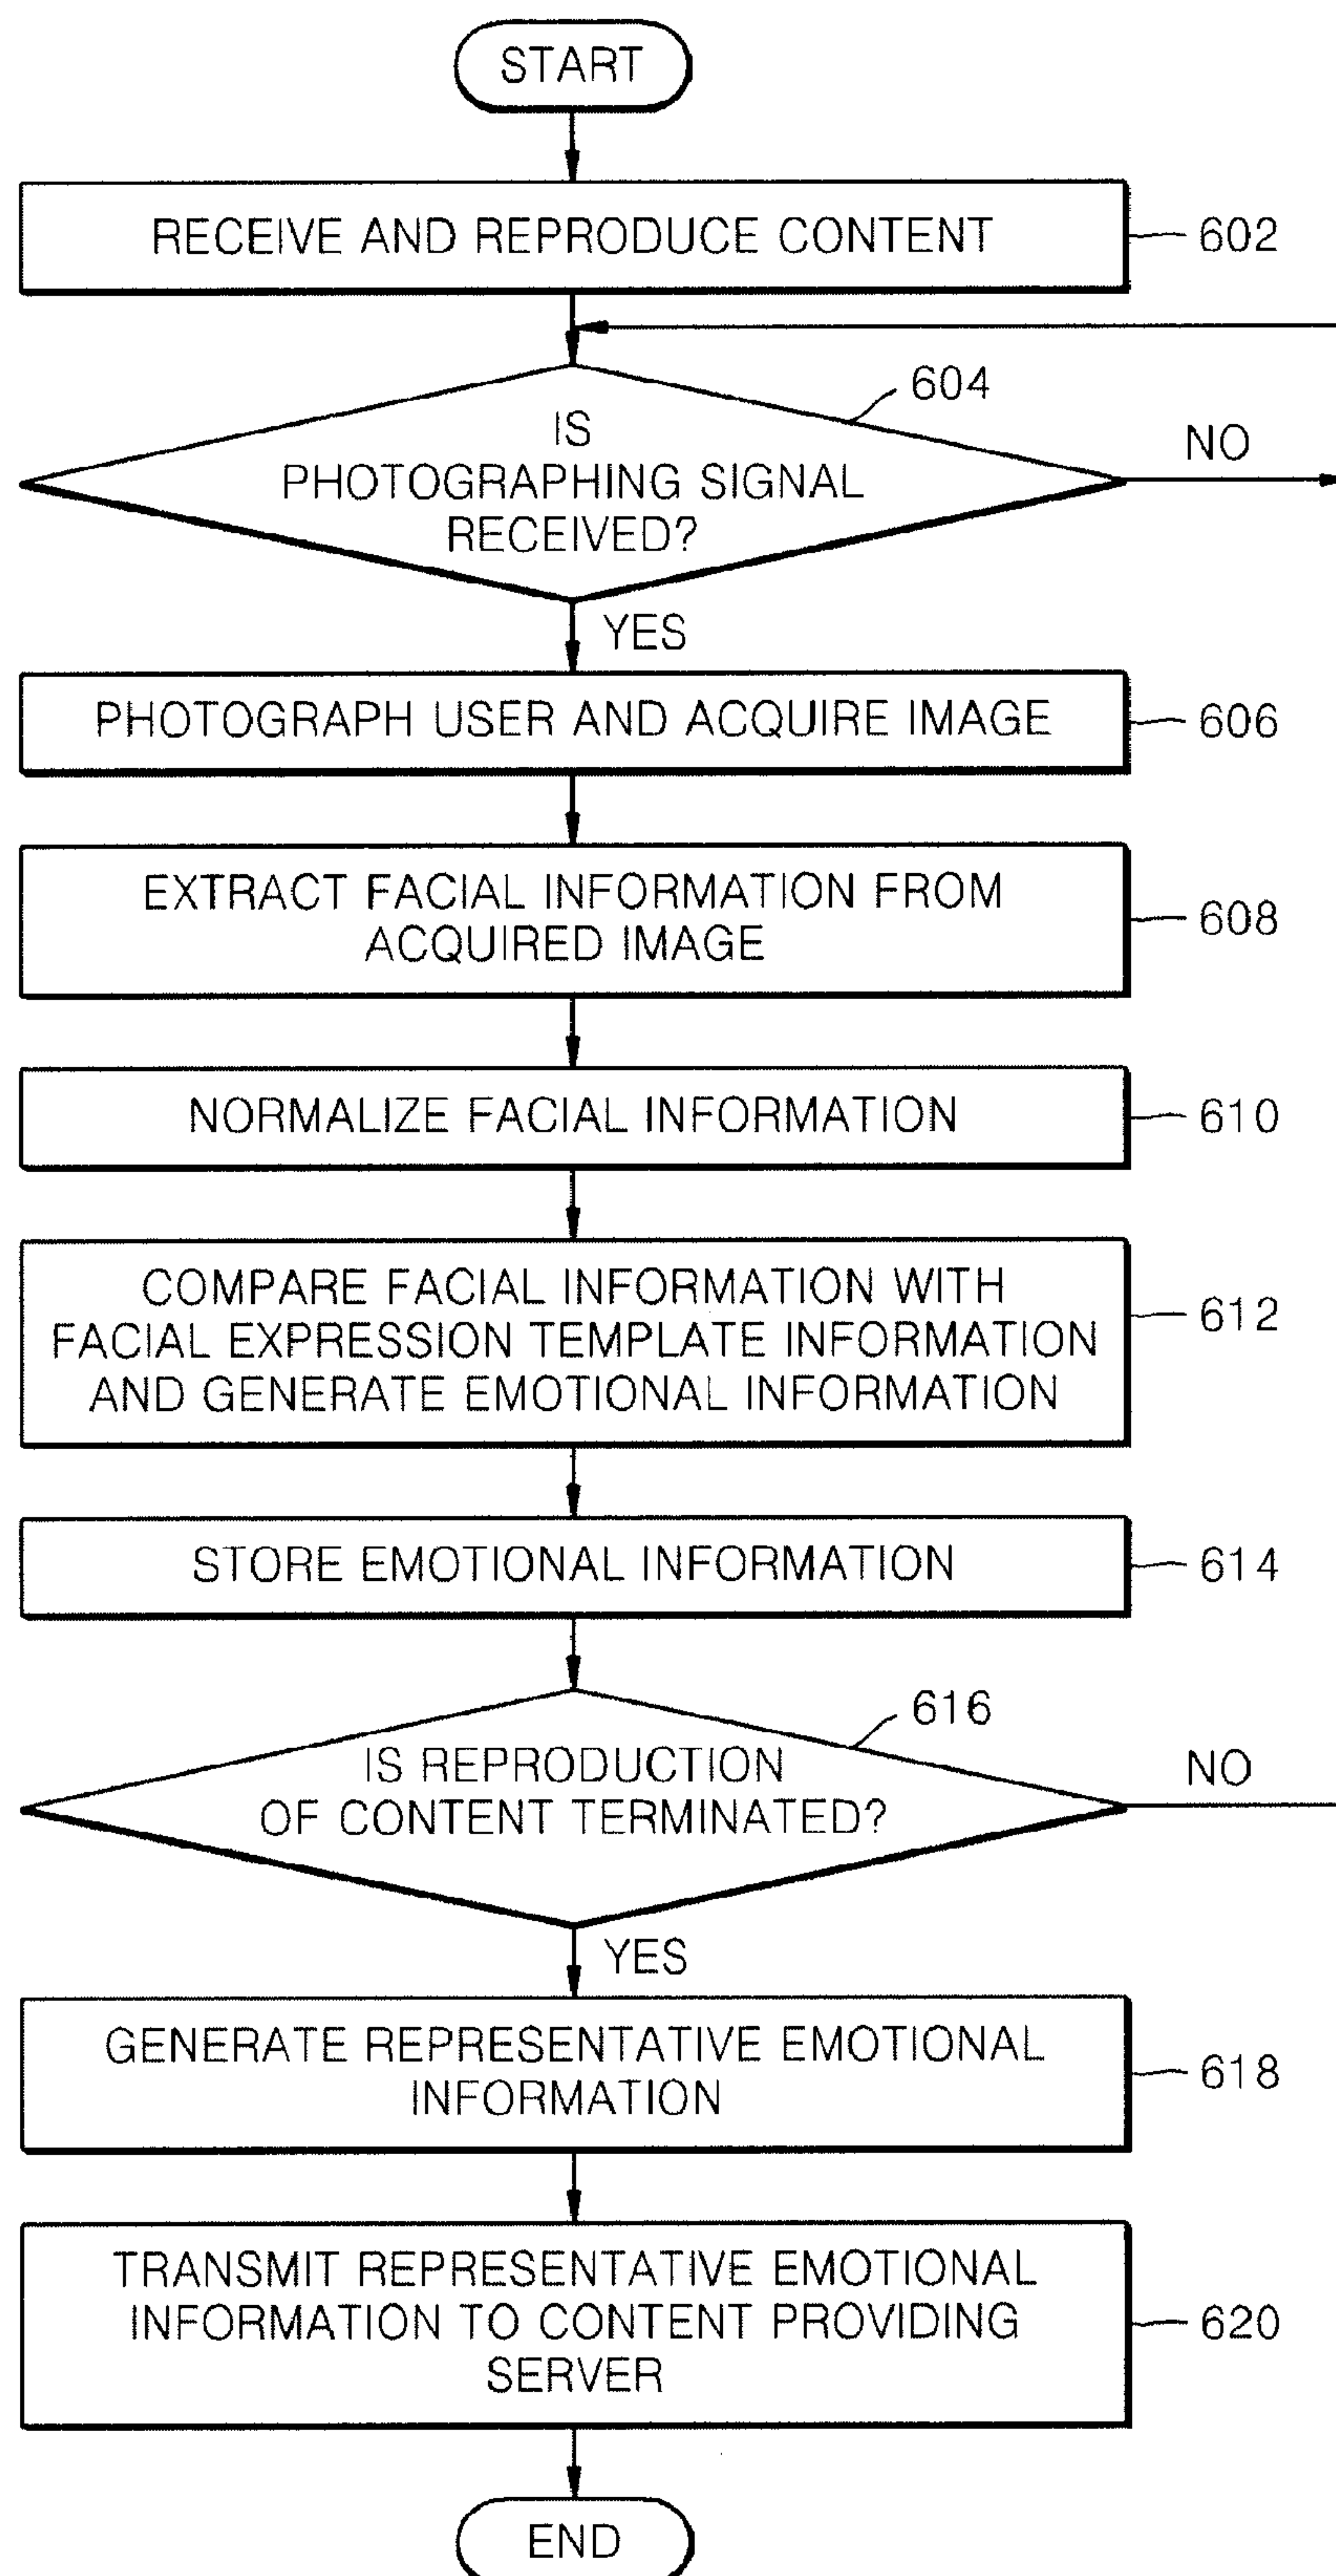 START
RECEIVE AND REPRODUCE CONTENT
602
604
IS
PHOTOGRAPHING SIGNAL
RECEIVED?
NO
YES
PHOTOGRAPH USER AND ACQUIRE IMAGE
606
EXTRACT FACIAL INFORMATION FROM
ACQUIRED IMAGE
608
NORMALIZE FACIAL INFORMATION
610
COMPARE FACIAL INFORMATION WITH
FACIAL EXPRESSION TEMPLATE INFORMATION
AND GENERATE EMOTIONAL INFORMATION
612
STORE EMOTIONAL INFORMATION
614
616
IS REPRODUCTION
OF CONTENT TERMINATED?
NO
YES
GENERATE REPRESENTATIVE EMOTIONAL
INFORMATION
618
TRANSMIT REPRESENTATIVE EMOTIONAL
INFORMATION TO CONTENT PROVIDING
SERVER
620
END